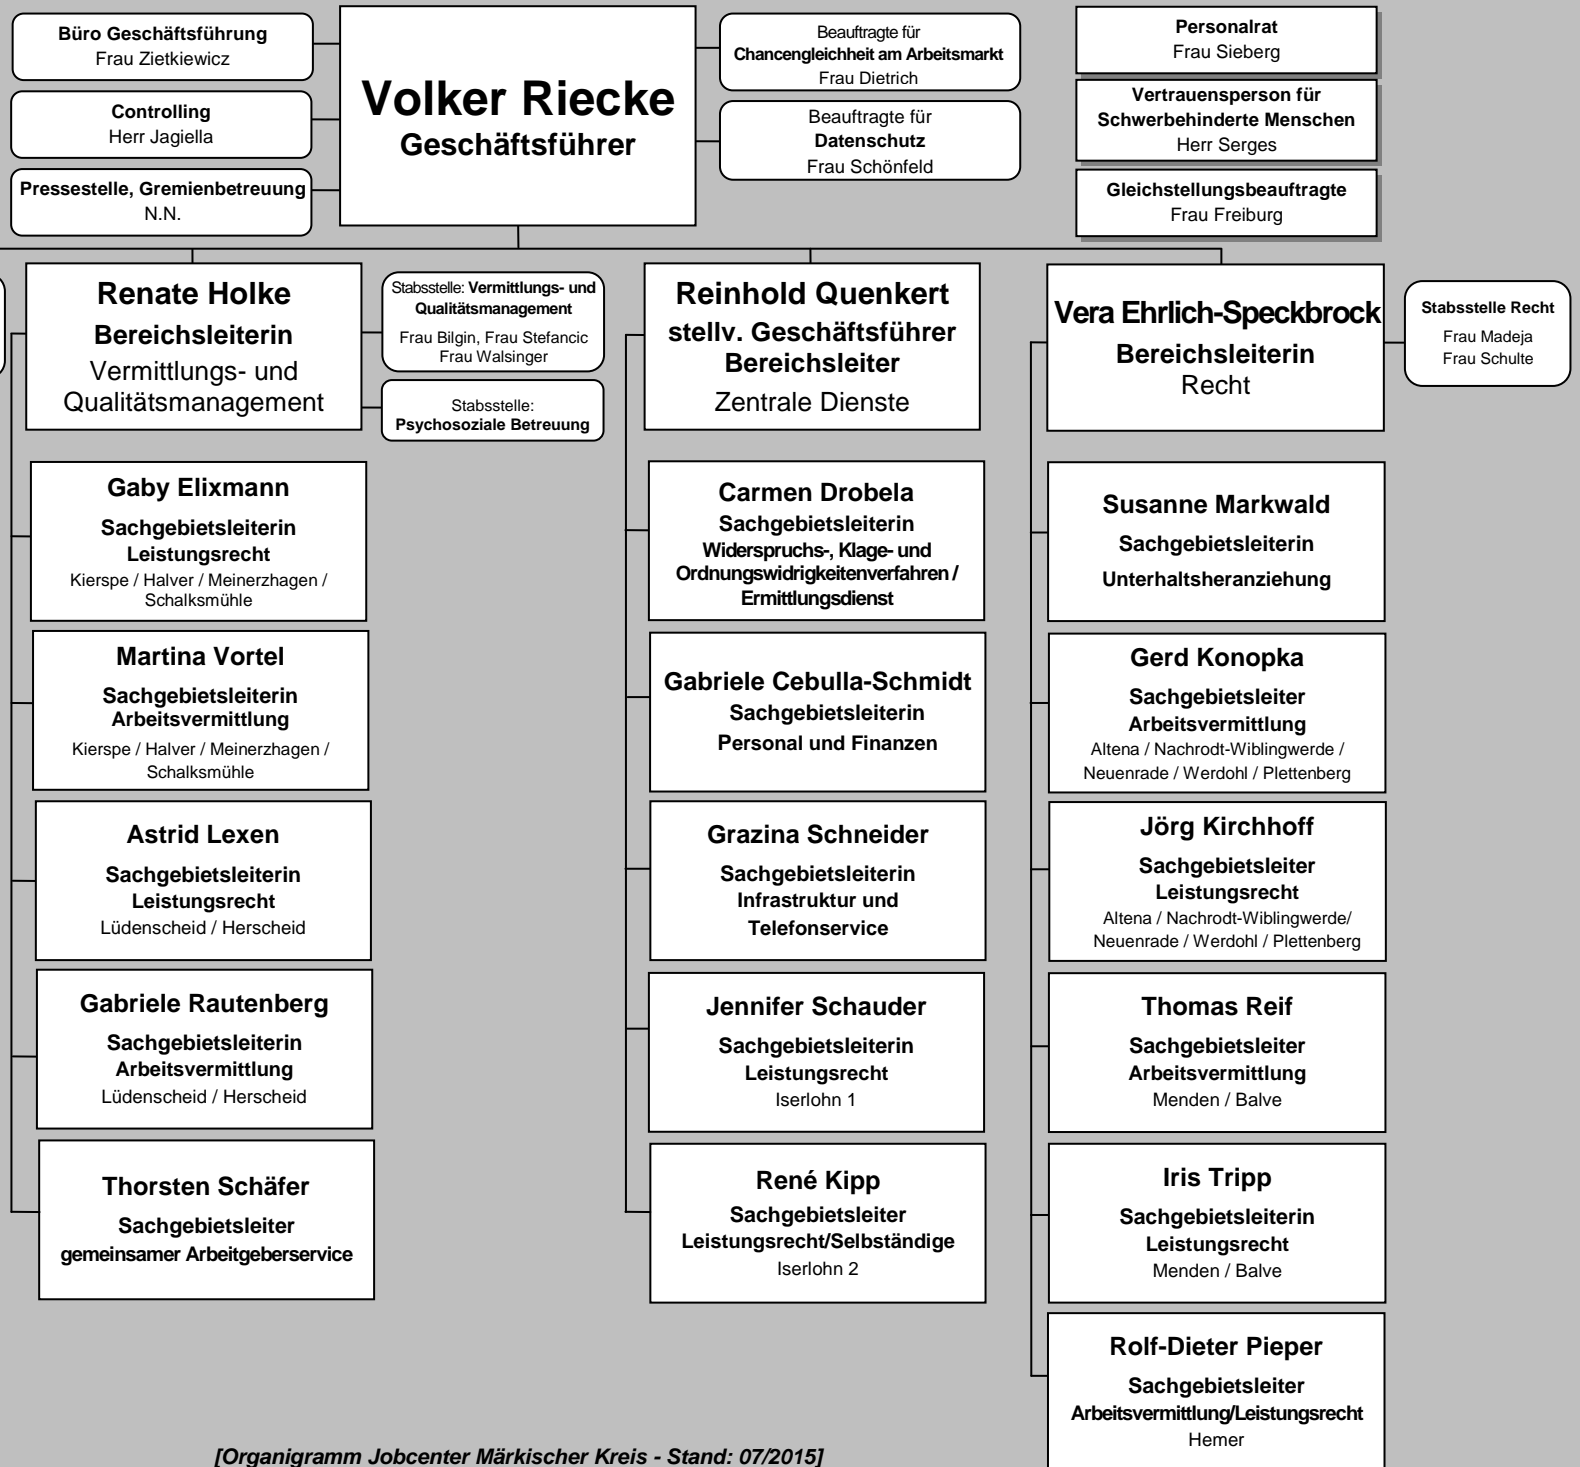 Büro Geschäftsführung
Frau Zietkiewicz
Controlling
Herr Jagiella
Pressestelle, Gremienbetreuung
N.N.
Volker Riecke
Geschäftsführer
Beauftragte für
Chancengleichheit am Arbeitsmarkt
Frau Dietrich
Beauftragte für
Datenschutz
Frau Schönfeld
Personalrat
Frau Sieberg
Vertrauensperson für
Schwerbehinderte Menschen
Herr Serges
Gleichstellungsbeauftragte
Frau Freiburg
Renate Holke
Bereichsleiterin
Vermittlungs- und
Qualitätsmanagement
Stabsstelle: Vermittlungs- und
Qualitätsmanagement
Frau Bilgin, Frau Stefancic
Frau Walsinger
Stabsstelle:
Psychosoziale Betreuung
Gaby Elixmann
Sachgebietsleiterin
Leistungsrecht
Kierspe / Halver / Meinerzhagen /
Schalksmühle
Martina Vortel
Sachgebietsleiterin
Arbeitsvermittlung
Kierspe / Halver / Meinerzhagen /
Schalksmühle
Astrid Lexen
Sachgebietsleiterin
Leistungsrecht
Lüdenscheid / Herscheid
Gabriele Rautenberg
Sachgebietsleiterin
Arbeitsvermittlung
Lüdenscheid / Herscheid
Thorsten Schäfer
Sachgebietsleiter
gemeinsamer Arbeitgeberservice
Reinhold Quenkert
stellv. Geschäftsführer
Bereichsleiter
Zentrale Dienste
Carmen Drobela
Sachgebietsleiterin
Widerspruchs-, Klage- und
Ordnungswidrigkeitenverfahren /
Ermittlungsdienst
Gabriele Cebulla-Schmidt
Sachgebietsleiterin
Personal und Finanzen
Grazina Schneider
Sachgebietsleiterin
Infrastruktur und
Telefonservice
Jennifer Schauder
Sachgebietsleiterin
Leistungsrecht
Iserlohn 1
René Kipp
Sachgebietsleiter
Leistungsrecht/Selbständige
Iserlohn 2
Vera Ehrlich-Speckbrock
Bereichsleiterin
Recht
Stabsstelle Recht
Frau Madeja
Frau Schulte
Susanne Markwald
Sachgebietsleiterin
Unterhaltsheranziehung
Gerd Konopka
Sachgebietsleiter
Arbeitsvermittlung
Altena / Nachrodt-Wiblingwerde /
Neuenrade / Werdohl / Plettenberg
Jörg Kirchhoff
Sachgebietsleiter
Leistungsrecht
Altena / Nachrodt-Wiblingwerde/
Neuenrade / Werdohl / Plettenberg
Thomas Reif
Sachgebietsleiter
Arbeitsvermittlung
Menden / Balve
Iris Tripp
Sachgebietsleiterin
Leistungsrecht
Menden / Balve
Rolf-Dieter Pieper
Sachgebietsleiter
Arbeitsvermittlung/Leistungsrecht
Hemer
[Organigramm Jobcenter Märkischer Kreis - Stand: 07/2015]